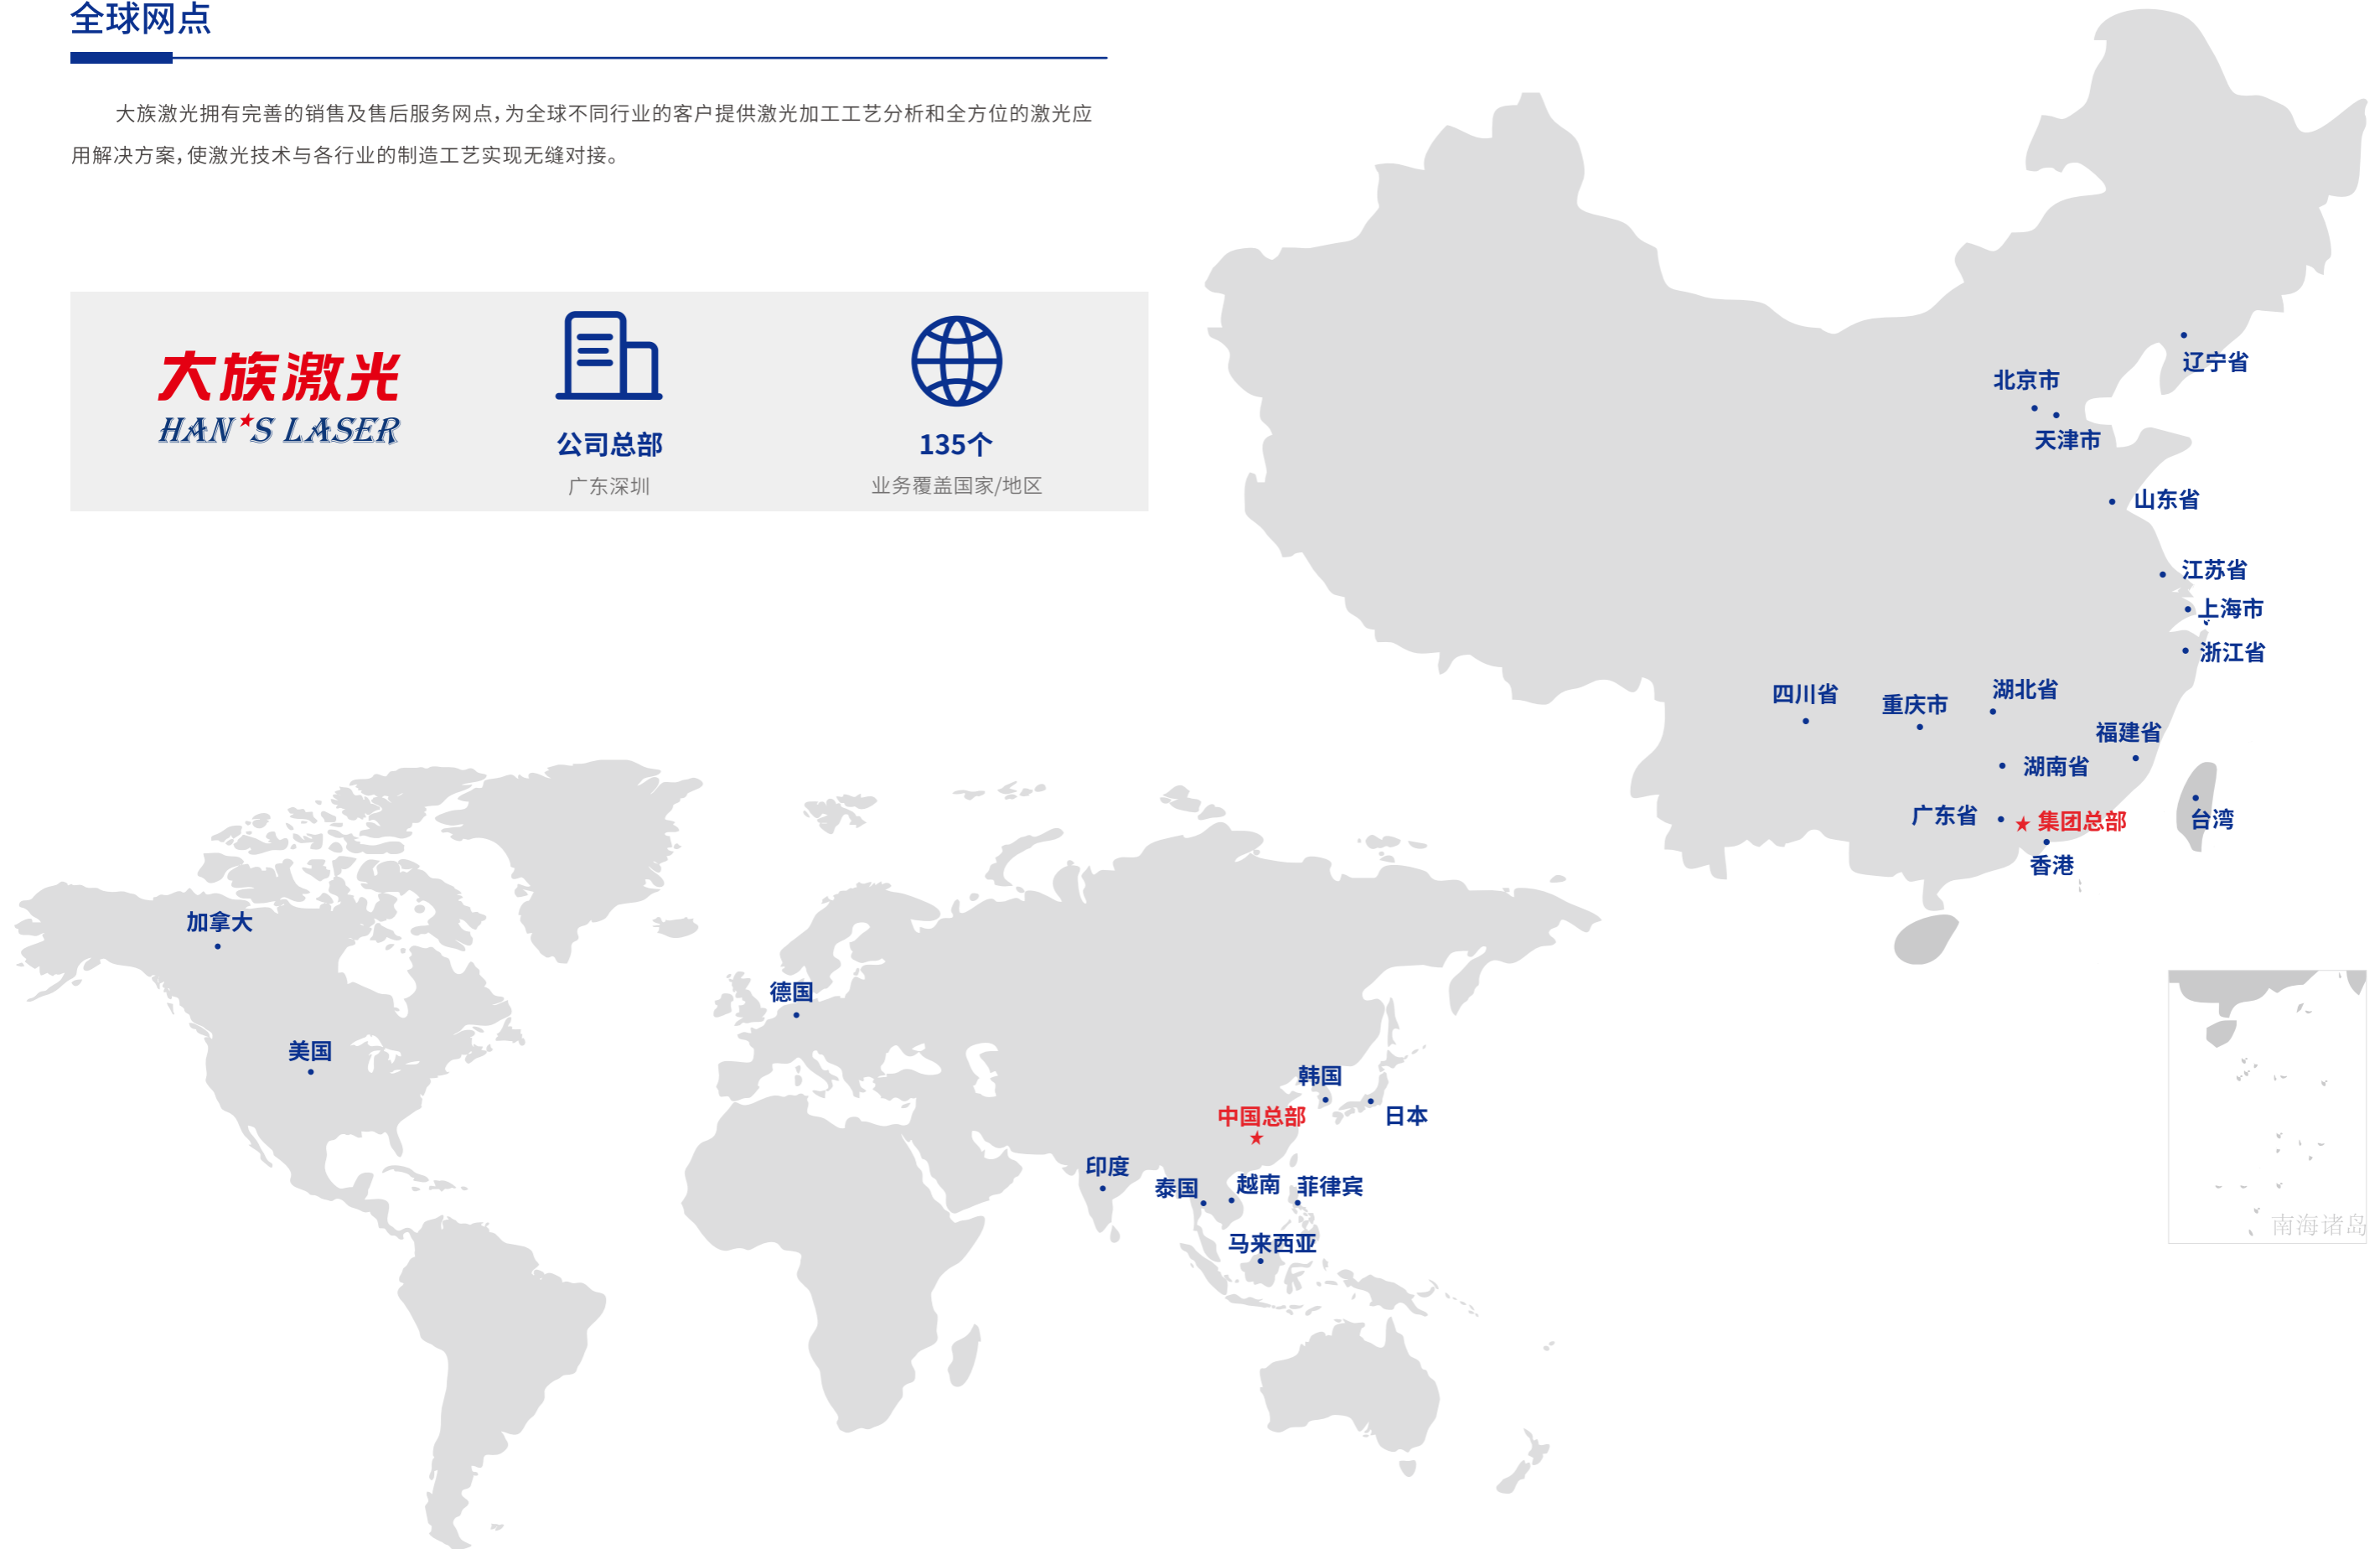 全球网点
大族激光拥有完善的销售及售后服务网点，为全球不同行业的客户提供激光加工工艺分析和全方位的激光应
用解决方案，使激光技术与各行业的制造工艺实现无缝对接。
大族激光
HAN★S LASER
公司总部
广东深圳
135个
业务覆盖国家/地区
辽宁省
北京市
天津市
山东省
江苏省
上海市
浙江省
四川省
重庆市
湖北省
福建省
湖南省
广东省
集团总部
台湾
香港
南海诸岛
加拿大
美国
德国
韩国
中国总部
日本
印度
泰国
越南
菲律宾
马来西亚